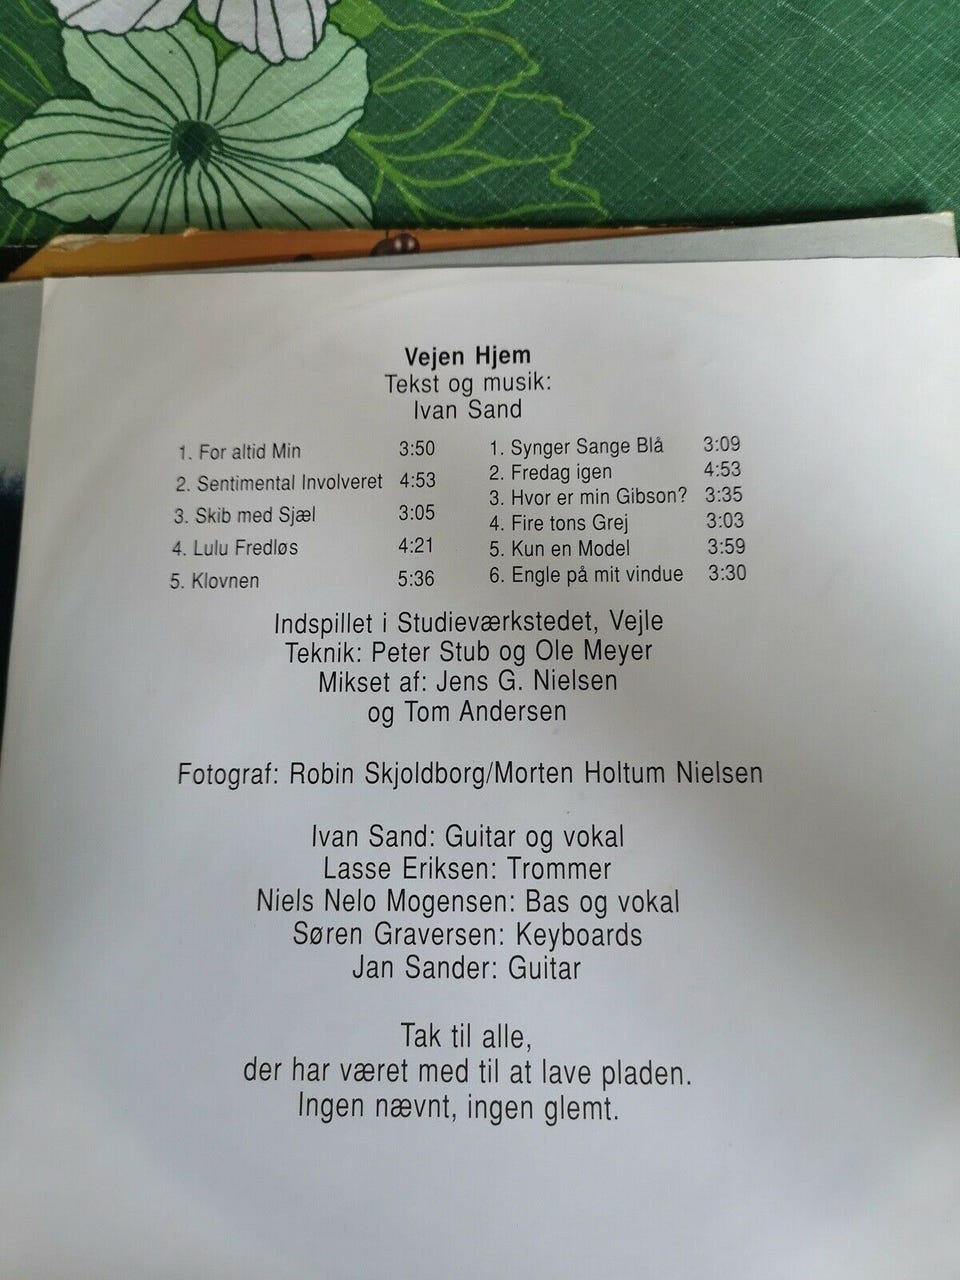 Vejen Hjem
Tekst og musik:
Ivan Sand
1. For altid Min 3:50
2. Sentimental Involveret 4:53
3. Skib med Sjæl 3:05
4. Lulu Fredløs 4:21
5. Klovnen 5:36
1. Synger Sange Blå 3:09
2. Fredag igen 4:53
3. Hvor er min Gibson? 3:35
4. Fire tons Grej 3:03
5. Kun en Model 3:59
6. Engle på mit vindue 3:30
Indspillet i Studieværkstedet, Vejle
Teknik: Peter Stub og Ole Meyer
Mikset af: Jens G. Nielsen
og Tom Andersen
Fotograf: Robin Skjoldborg/Morten Holtum Nielsen
Ivan Sand: Guitar og vokal
Lasse Eriksen: Trommer
Niels Nelo Mogensen: Bas og vokal
Søren Graversen: Keyboards
Jan Sander: Guitar
Tak til alle,
der har været med til at lave pladen.
Ingen nævnt, ingen glemt.